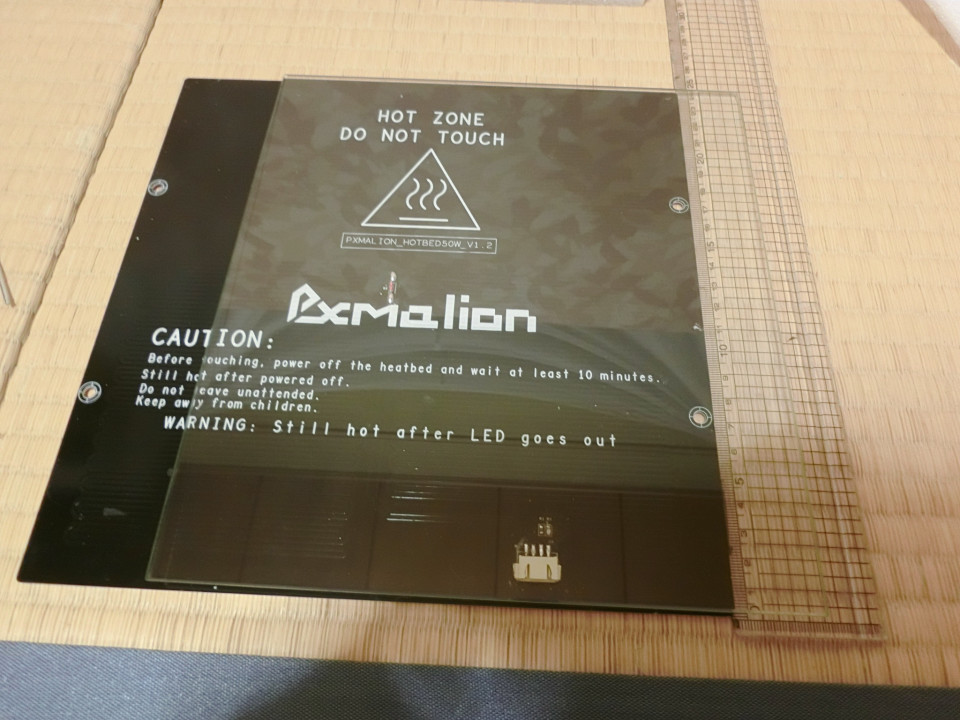 HOT ZONE
DO NOT TOUCH
PXMALION_HOTBED50W_V1.2
Pxmalion
CAUTION:
Before touching, power off the heatbed and wait at least 10 minutes.
Still hot after powered off.
Do not leave unattended.
Keep away from children.
WARNING: Still hot after LED goes out